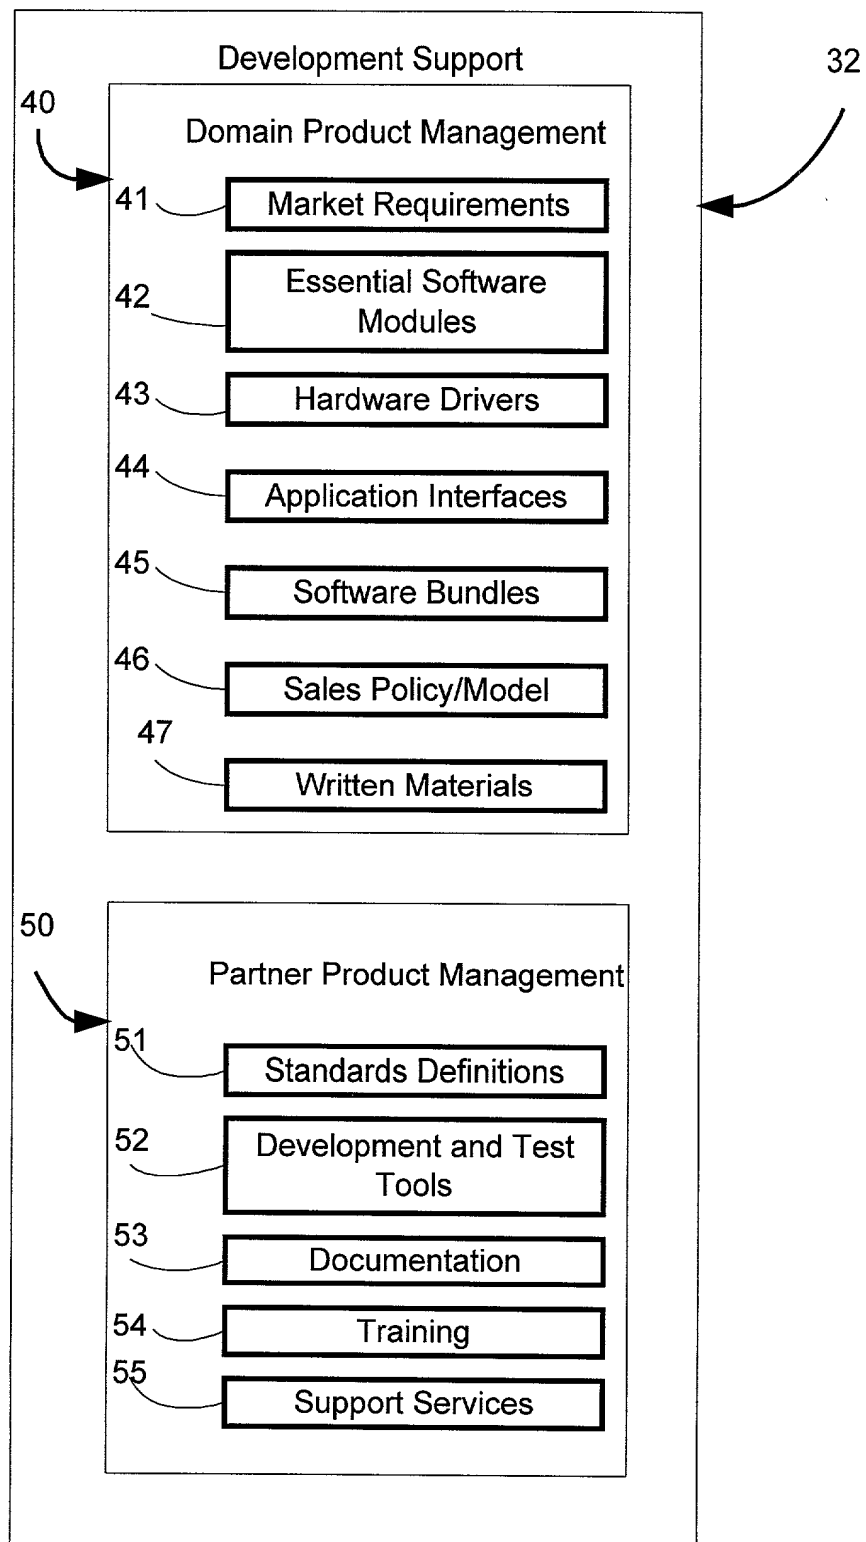 Development Support
32
40
Domain Product Management
41
Market Requirements
42
Essential Software
Modules
43
Hardware Drivers
44
Application Interfaces
45
Software Bundles
46
Sales Policy/Model
47
Written Materials
50
Partner Product Management
51
Standards Definitions
52
Development and Test
Tools
53
Documentation
54
Training
55
Support Services